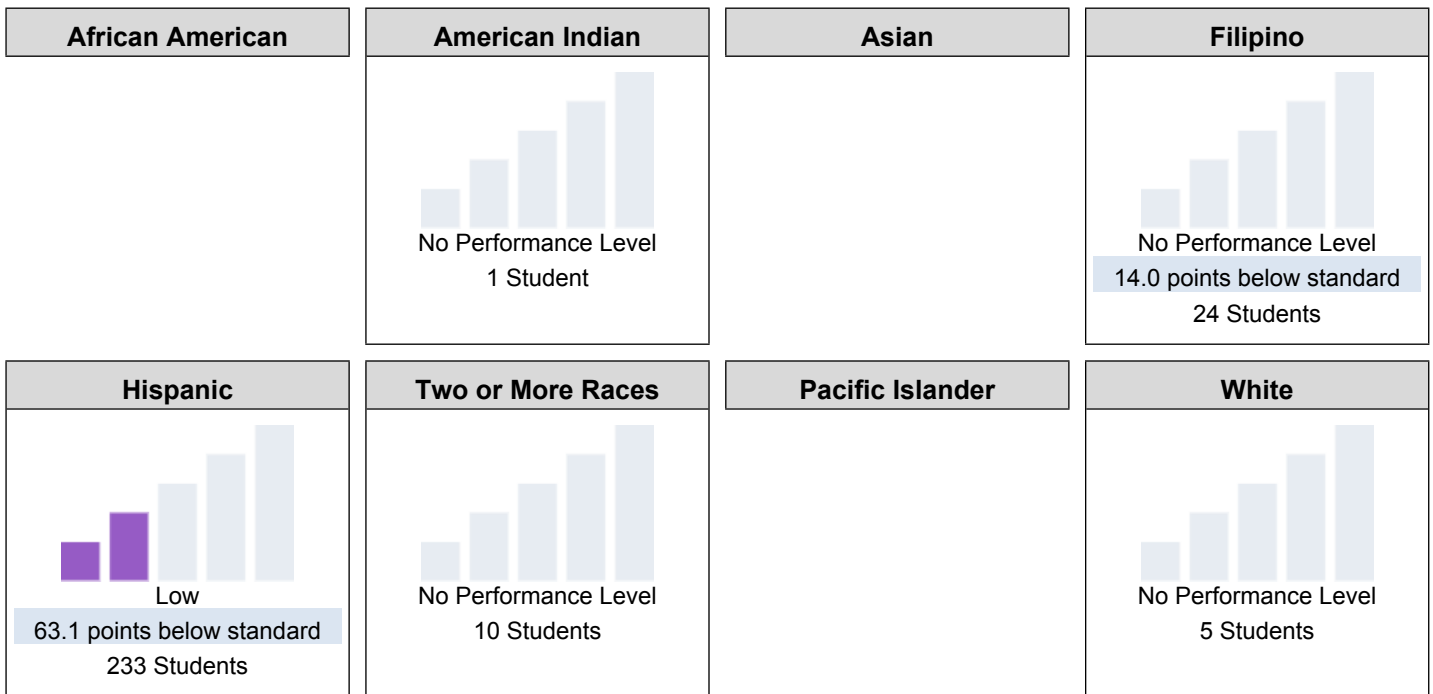 African American
American Indian
No Performance Level
1 Student
Asian
Filipino
No Performance Level
14.0 points below standard
24 Students
Hispanic
Low
63.1 points below standard
233 Students
Two or More Races
No Performance Level
10 Students
Pacific Islander
White
No Performance Level
5 Students